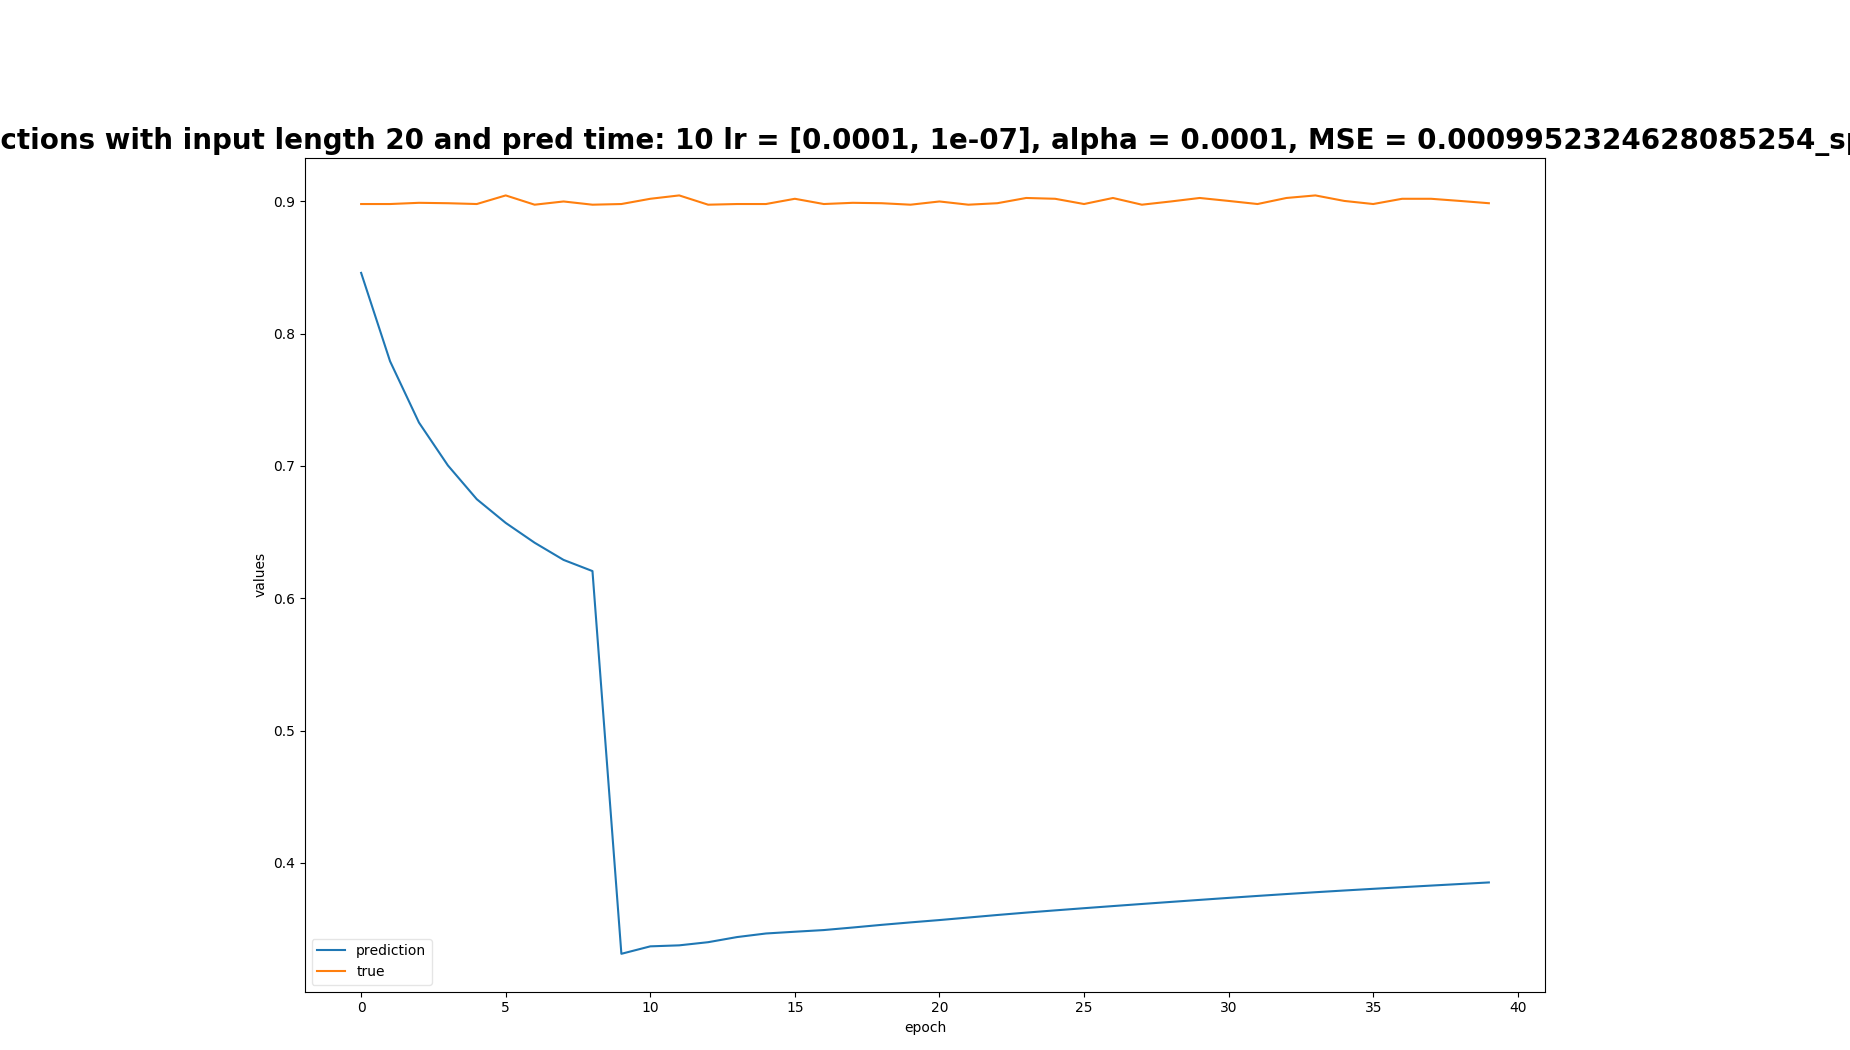 ctions with input length 20 and pred time: 10 lr = [0.0001, 1e-07], alpha = 0.0001, MSE = 0.0009952324628085254_s
0.9
0.8
0.7
0.6
0.5
0.4
values
prediction
true
0 5 10 15 20 25 30 35 40
epoch